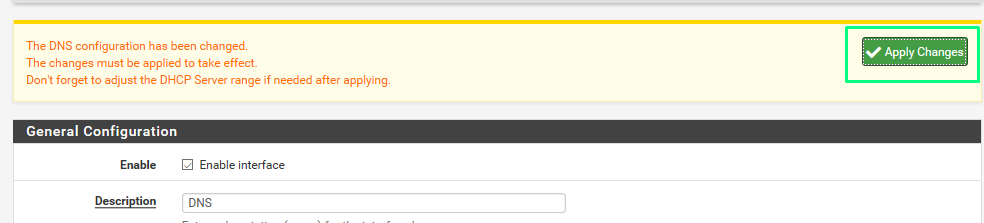 The DNS configuration has been changed.
The changes must be applied to take effect.
Don't forget to adjust the DHCP Server range if needed after applying.
Apply Changes
General Configuration
Enable
Enable interface
Description
DNS